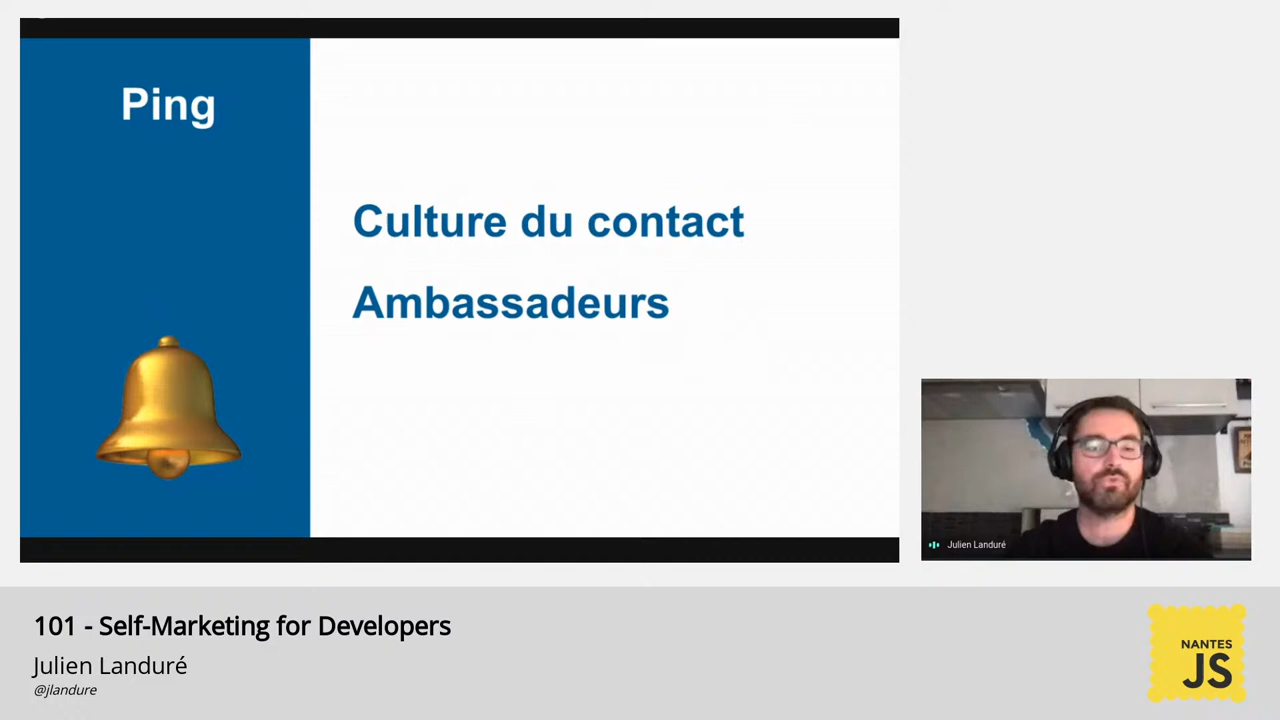 Ping
Culture du contact
Ambassadeurs
Julien Landuré
101 - Self-Marketing for Developers
Julien Landuré
@jlandure
NANTES
JS